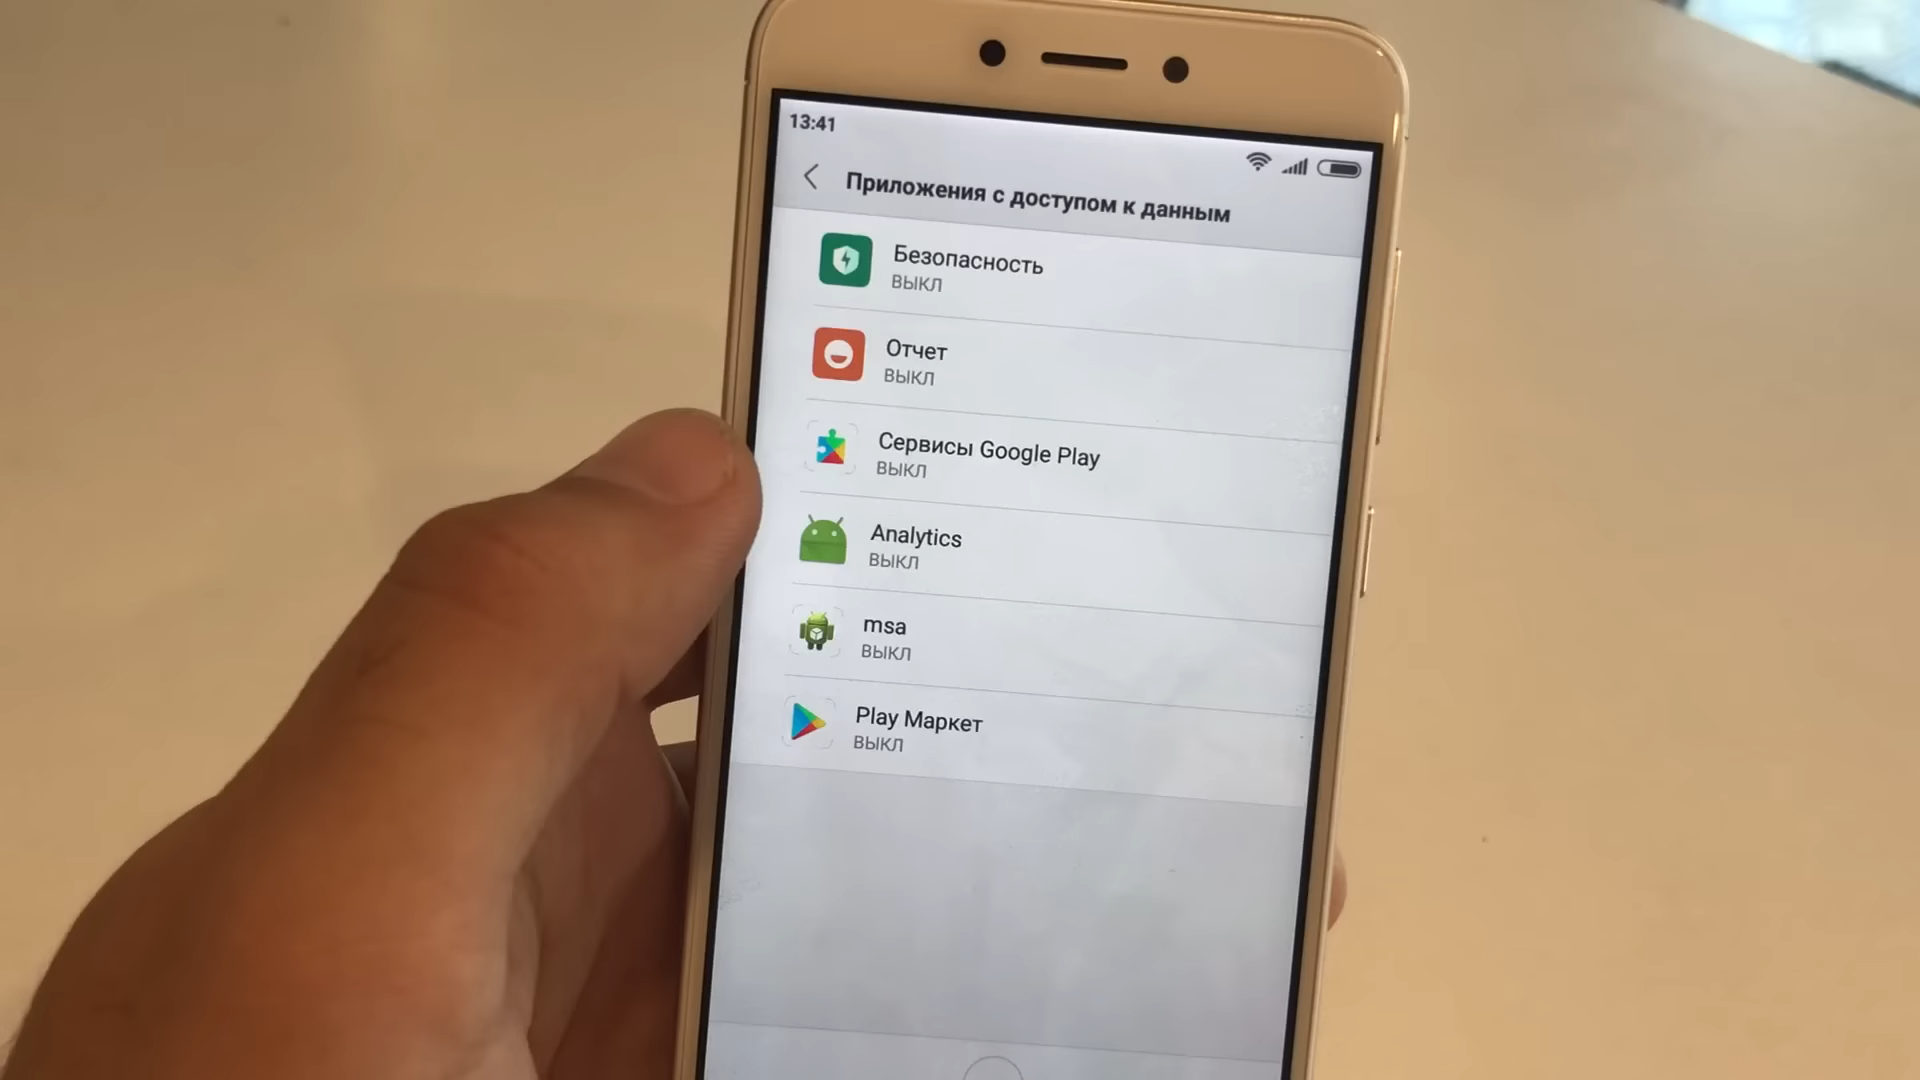 13:41
Приложения с доступом к данным
Безопасность
ВЫКЛ
Отчет
ВЫКЛ
Сервисы Google Play
ВЫКЛ
Analytics
ВЫКЛ
msa
ВЫКЛ
Play Маркет
ВЫКЛ